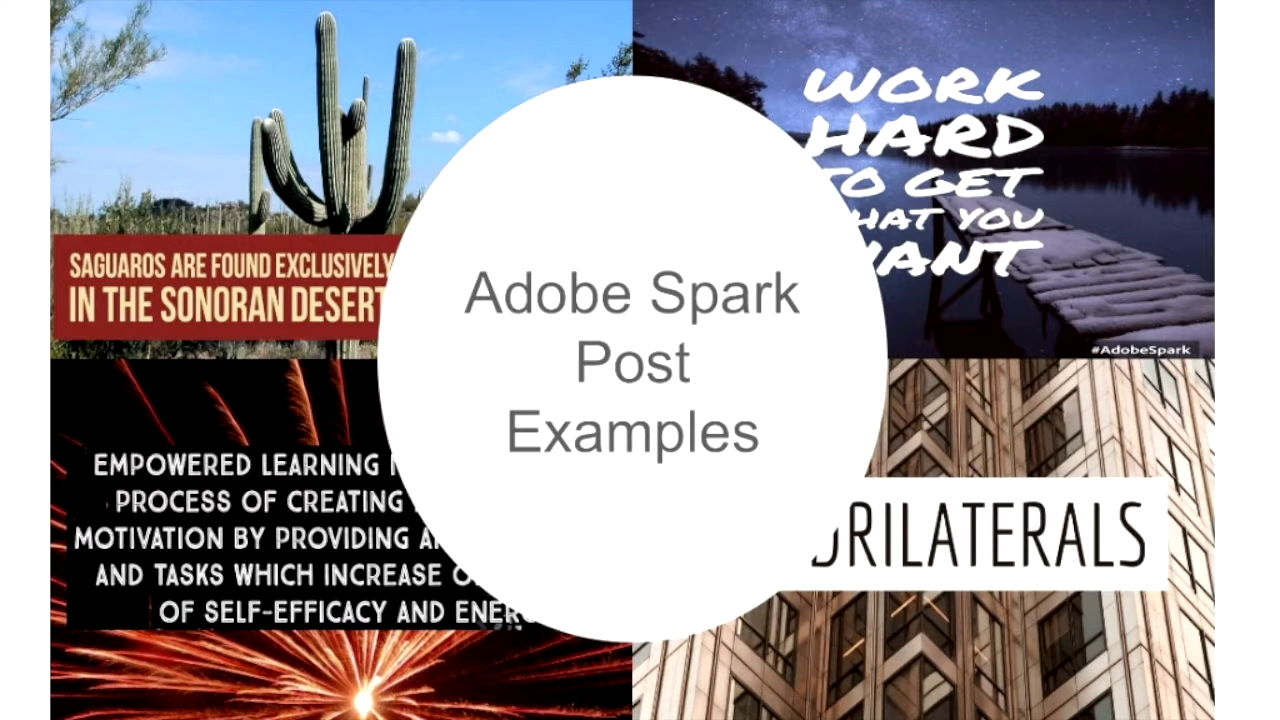 SAGUAROS ARE FOUND EXCLUSIVELY
IN THE SONORAN DESERT
WORK
HARD
TO GET
YOU
#AdobeSpark
Adobe Spark
Post
Examples
EMPOWERED LEARNING
PROCESS OF CREATING
MOTIVATION BY PROVIDING
AND TASKS WHICH INCREASE
OF SELF-EFFICACY AND